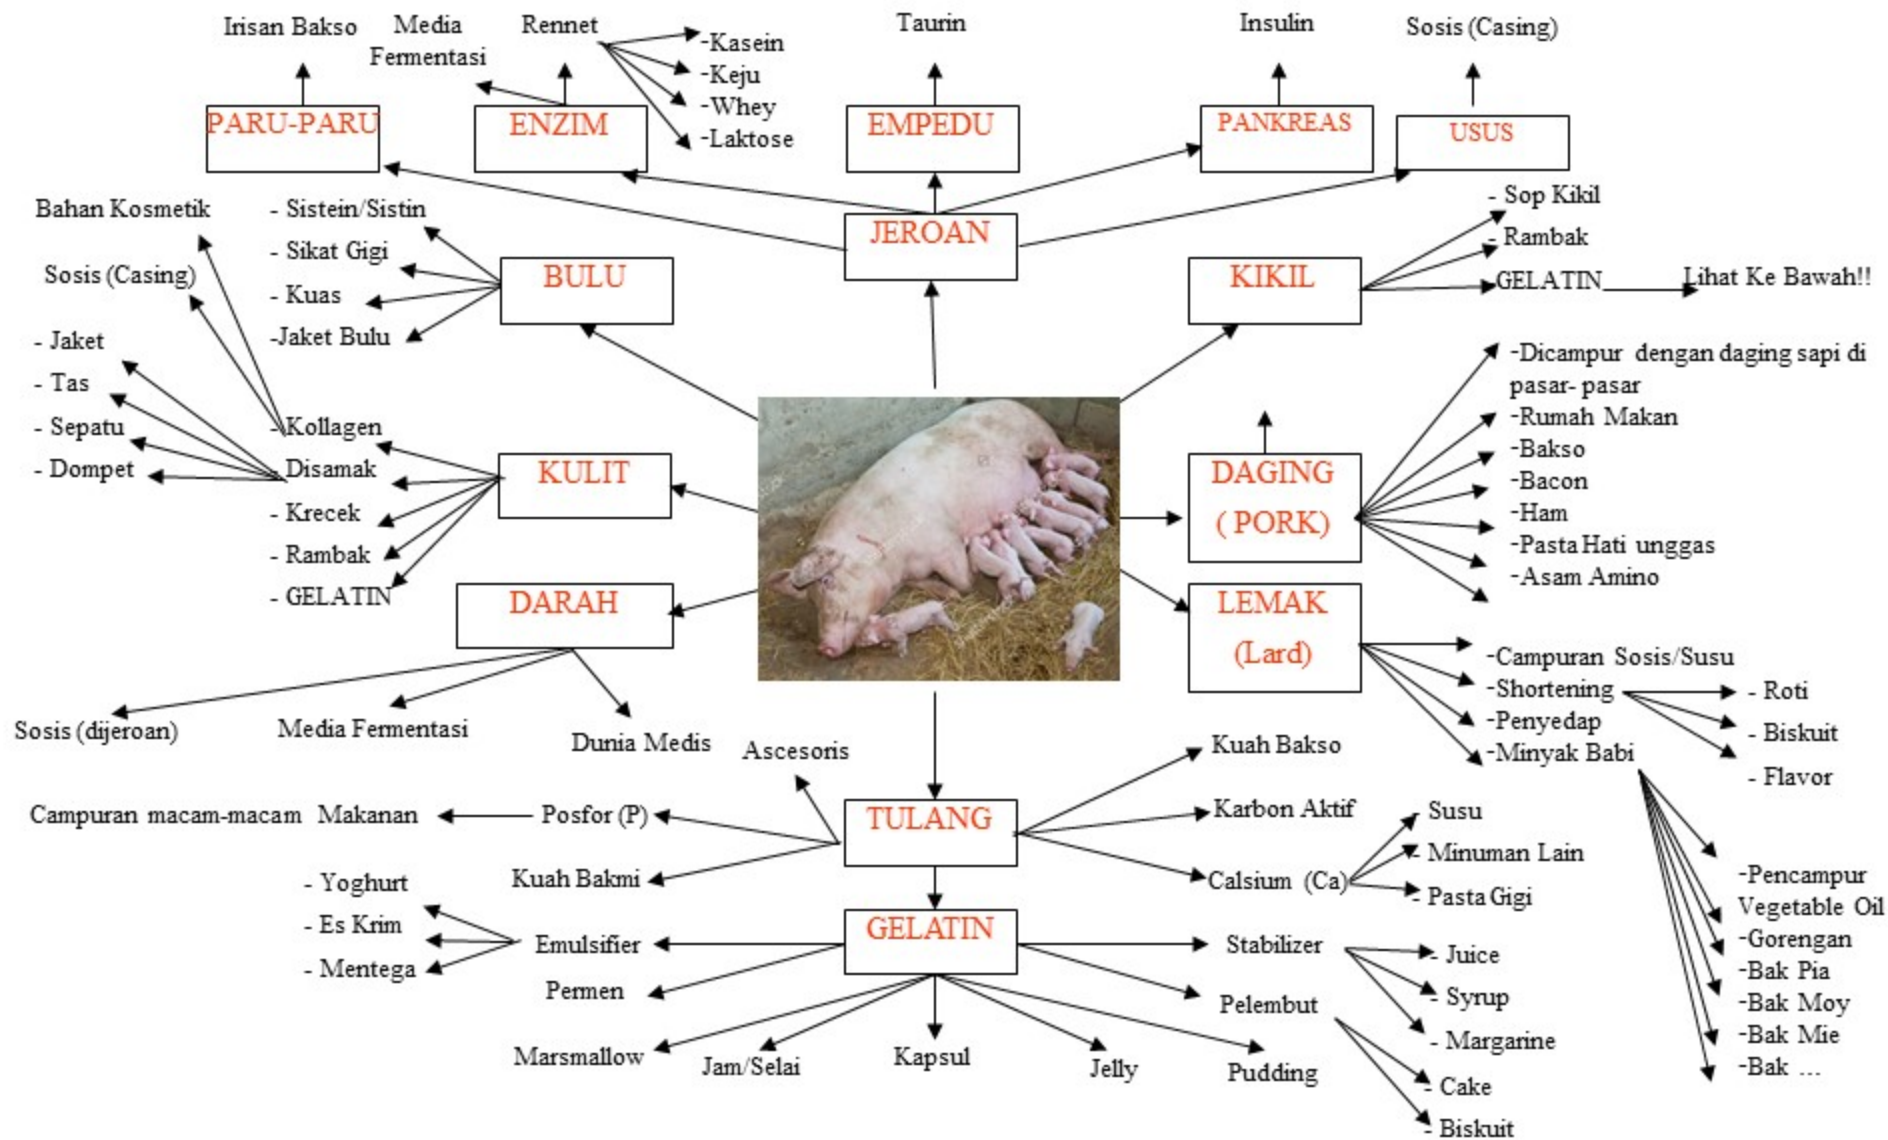 Irisan Bakso
Media
Fermentasi
Rennet
-Kasein
-Keju
-Whey
-Laktose
Taurin
Insulin
Sosis (Casing)
PARU-PARU
ENZIM
EMPEDU
PANKREAS
USUS
JEROAN
Bahan Kosmetik
Sosis (Casing)
- Jaket
- Tas
- Sepatu
- Dompet
- Sistein/Sistin
- Sikat Gigi
- Kuas
-Jaket Bulu
BULU
- Kollagen
- Disamak
- Krecek
- Rambak
- GELATIN
KULIT
KIKIL
- Sop Kikil
- Rambak
GELATIN
Lihat Ke Bawah!!
DAGING
( PORK)
-Dicampur dengan daging sapi di
pasar- pasar
-Rumah Makan
-Bakso
-Bacon
-Ham
-Pasta Hati unggas
-Asam Amino
DARAH
Sosis (dijeroan)
Media Fermentasi
Dunia Medis
LEMAK
(Lard)
-Campuran Sosis/Susu
-Shortening
-Penyedap
-Minyak Babi
- Roti
- Biskuit
- Flavor
-Pencampur
Vegetable Oil
-Gorengan
-Bak Pia
-Bak Moy
-Bak Mie
-Bak ...
TULANG
Ascesoris
Posfor (P)
Campuran macam-macam Makanan
Kuah Bakmi
Kuah Bakso
Karbon Aktif
Calsium (Ca)
- Susu
- Minuman Lain
- Pasta Gigi
GELATIN
Emulsifier
- Yoghurt
- Es Krim
- Mentega
Permen
Marsmallow
Jam/Selai
Kapsul
Jelly
Pudding
Stabilizer
- Juice
- Syrup
- Margarine
Pelembut
- Cake
- Biskuit